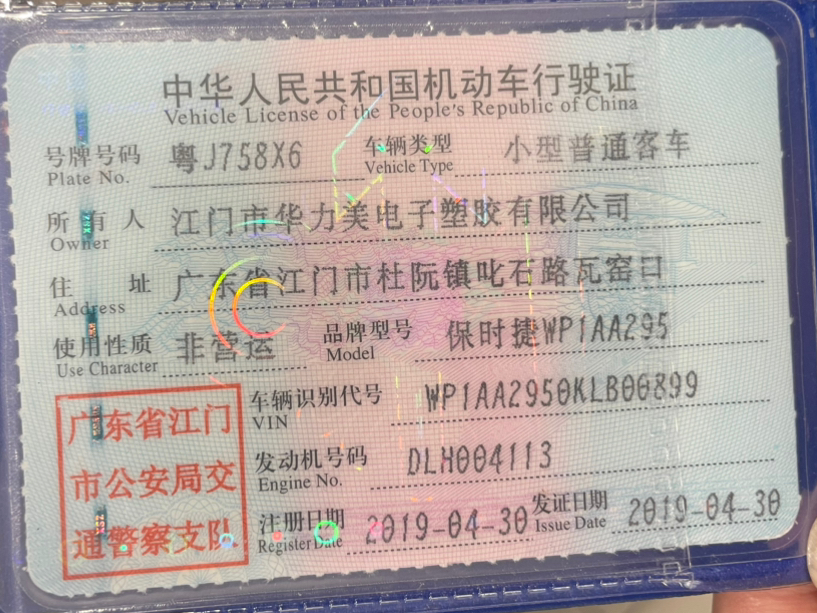 中华人民共和国机动车行驶证
Vehicle License of the People's Republic of China
号牌号码 粤J758X6 车辆类型 小型普通客车
Plate No. Vehicle Type
所有人 江门市华力美电子塑胶有限公司
Owner
住址 广东省江门市杜阮镇叱石路瓦窑口
Address
使用性质 非营运 品牌型号 保时捷WP1AA295
Use Character Model
车辆识别代号 WP1AA2950KLB00899
VIN
发动机号码 DLH004113
Engine No.
注册日期 2019-04-30 发证日期 2019-04-30
Register Date Issue Date
广东省江门
市公安局交
通警察支队